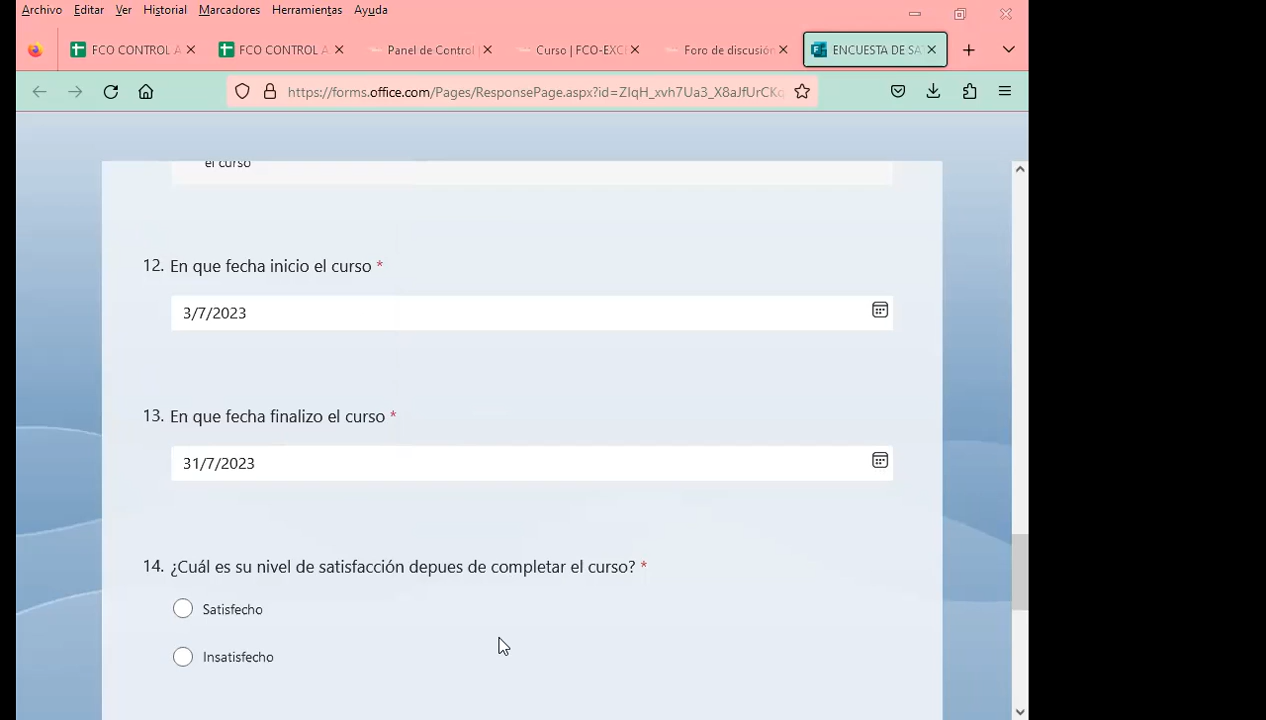 Archivo Editar Ver Historial Marcadores Herramientas Ayuda
FCO CONTROL A FCO CONTROL A Panel de Control Curso | FCO-EXC Foro de discusión ENCUESTA DE SA
https://forms.office.com/Pages/ResponsePage.aspx?id=ZIqH_xvh7Ua3_X8aJfUrCKq
el curso
12. En que fecha inicio el curso *
3/7/2023
13. En que fecha finalizo el curso *
31/7/2023
14. ¿Cuál es su nivel de satisfacción depues de completar el curso? *
Satisfecho
Insatisfecho